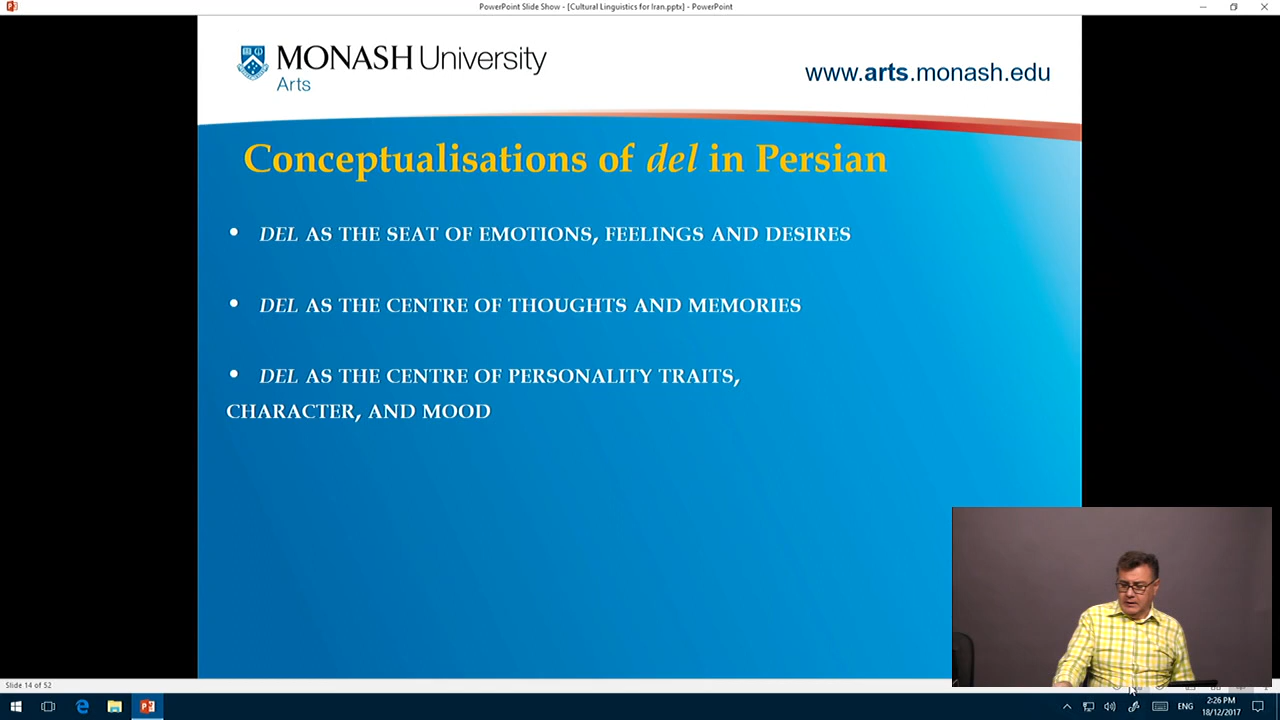 PowerPoint Slide Show - [Cultural Linguistics for Iran.pptx] - PowerPoint
MONASH University
Arts
www.arts.monash.edu
Conceptualisations of del in Persian
• DEL AS THE SEAT OF EMOTIONS, FEELINGS AND DESIRES
• DEL AS THE CENTRE OF THOUGHTS AND MEMORIES
• DEL AS THE CENTRE OF PERSONALITY TRAITS,
CHARACTER, AND MOOD
Slide 14 of 52
ENG
2:26 PM
18/12/2017